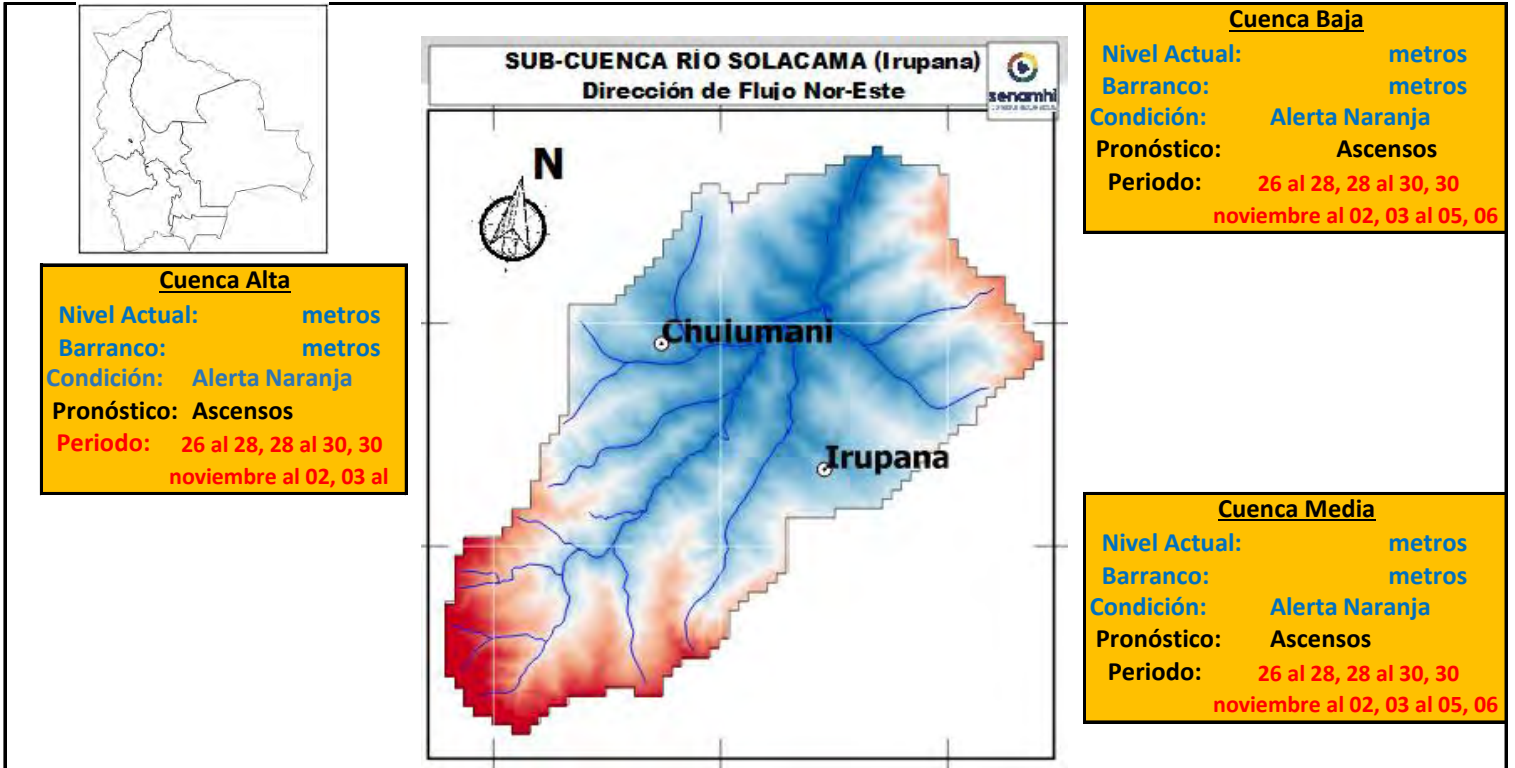 SUB-CUENCA RÍO SOLACAMA (Irupana)
Dirección de Flujo Nor-Este
senamhi
N
Chulumani
Irupana
Cuenca Alta
Nivel Actual: metros
Barranco: metros
Condición: Alerta Naranja
Pronóstico: Ascensos
Periodo: 26 al 28, 28 al 30, 30
noviembre al 02, 03 al
Cuenca Baja
Nivel Actual: metros
Barranco: metros
Condición: Alerta Naranja
Pronóstico: Ascensos
Periodo: 26 al 28, 28 al 30, 30
noviembre al 02, 03 al 05, 06
Cuenca Media
Nivel Actual: metros
Barranco: metros
Condición: Alerta Naranja
Pronóstico: Ascensos
Periodo: 26 al 28, 28 al 30, 30
noviembre al 02, 03 al 05, 06